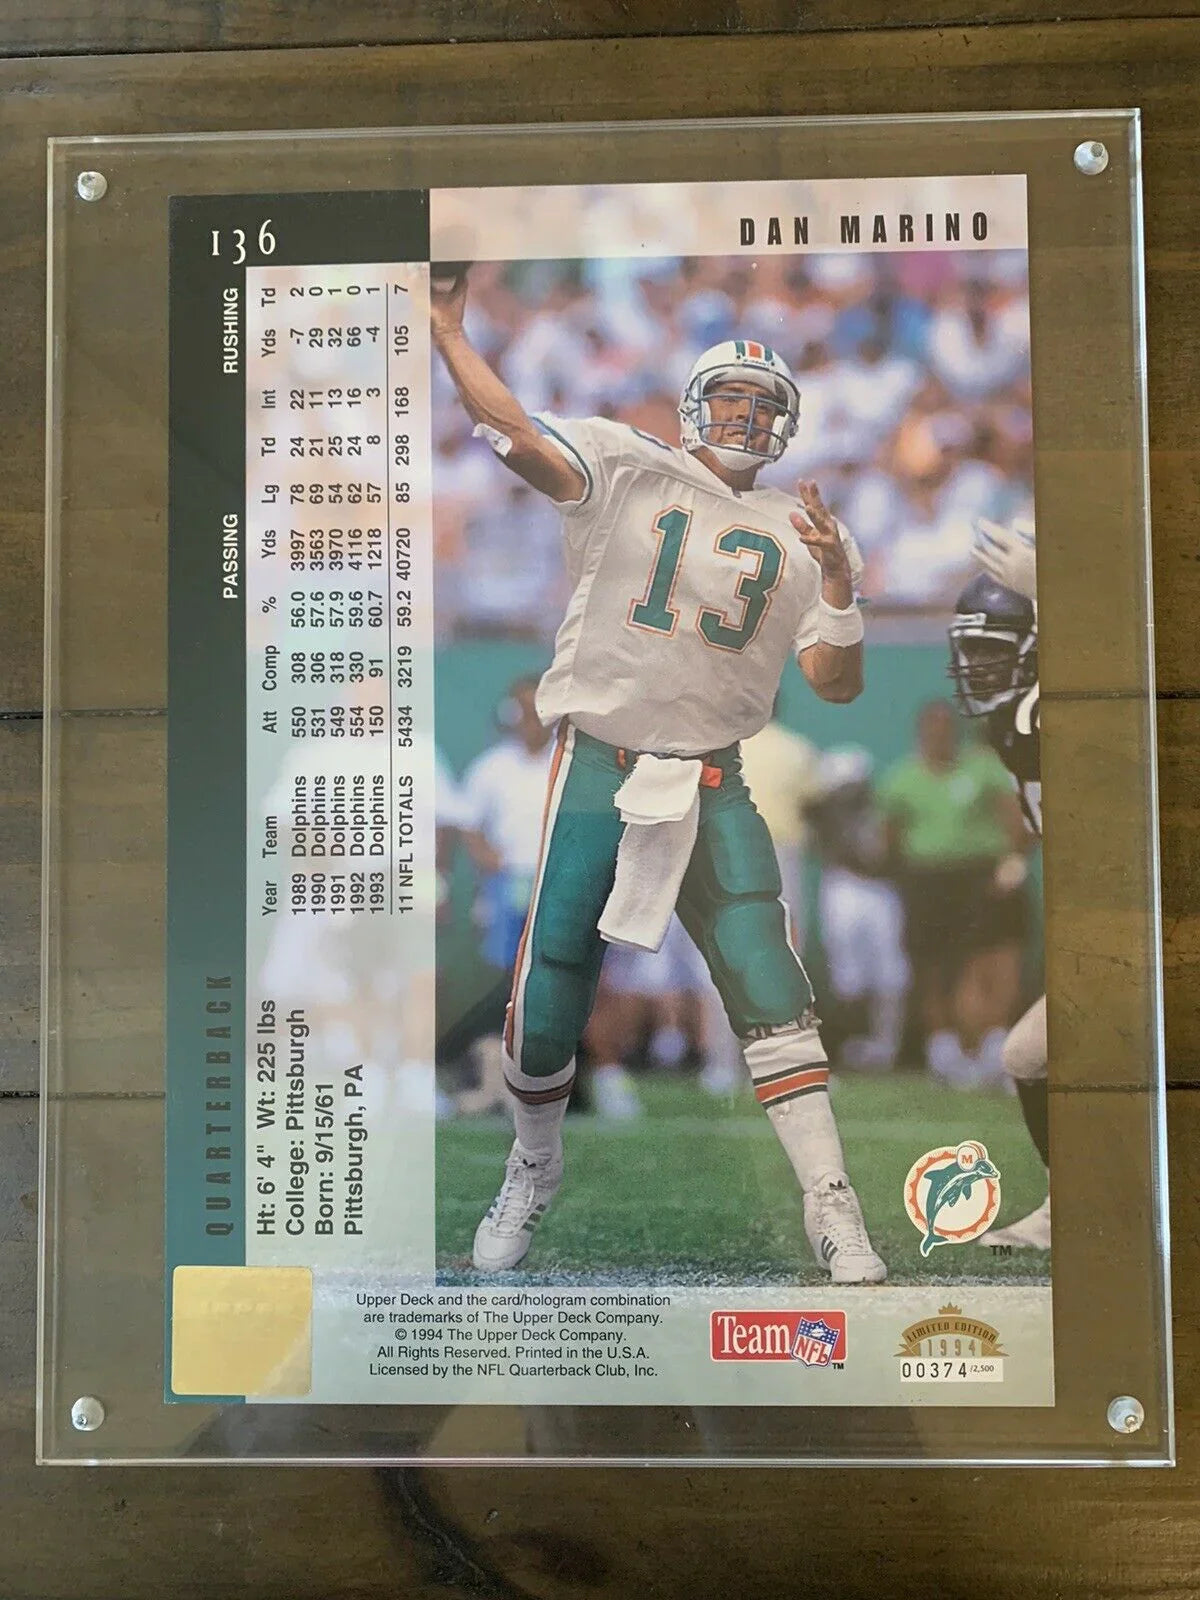 136
DAN MARINO
QUARTERBACK
Ht: 6' 4" Wt: 225 lbs
College: Pittsburgh
Born: 9/15/61
Pittsburgh, PA
PASSING RUSHING
Year Team Att Comp % Yds Lg Td Int Yds Td
1989 Dolphins 550 308 56.0 3997 78 24 22 -7 2
1990 Dolphins 531 306 57.6 3563 69 21 11 29 0
1991 Dolphins 549 318 57.9 3970 54 25 13 32 1
1992 Dolphins 554 330 59.6 4116 62 24 16 66 0
1993 Dolphins 150 91 60.7 1218 57 8 3 -4 1
11 NFL TOTALS 5434 3219 59.2 40720 85 298 168 105 7
13
13
M
TM
Upper Deck and the card/hologram combination
are trademarks of The Upper Deck Company.
© 1994 The Upper Deck Company.
All Rights Reserved. Printed in the U.S.A.
Licensed by the NFL Quarterback Club, Inc.
Team NFL TM
LIMITED EDITION
1994
00374/2,500